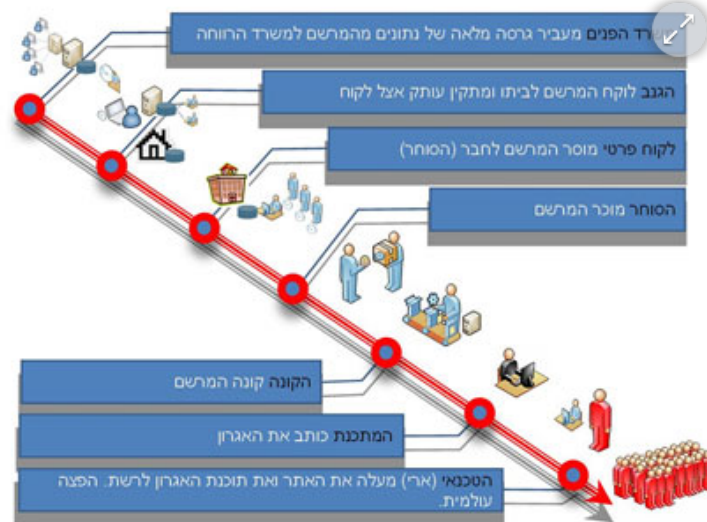 משרד הפנים מעביר גרסה מלאה של נתונים מהמרשם למשרד הרווחה
הגנב לוקח המרשם לביתו ומתקין עותק אצל לקוח
לקוח פרטי מוסר המרשם לחבר (הסוחר)
הסוחר מוכר המרשם
הקונה קונה המרשם
המתכנת כותב את האגרון
הטכנאי (ארי) מעלה את האתר ואת תוכנת האגרון לרשת. הפצה
עולמית.